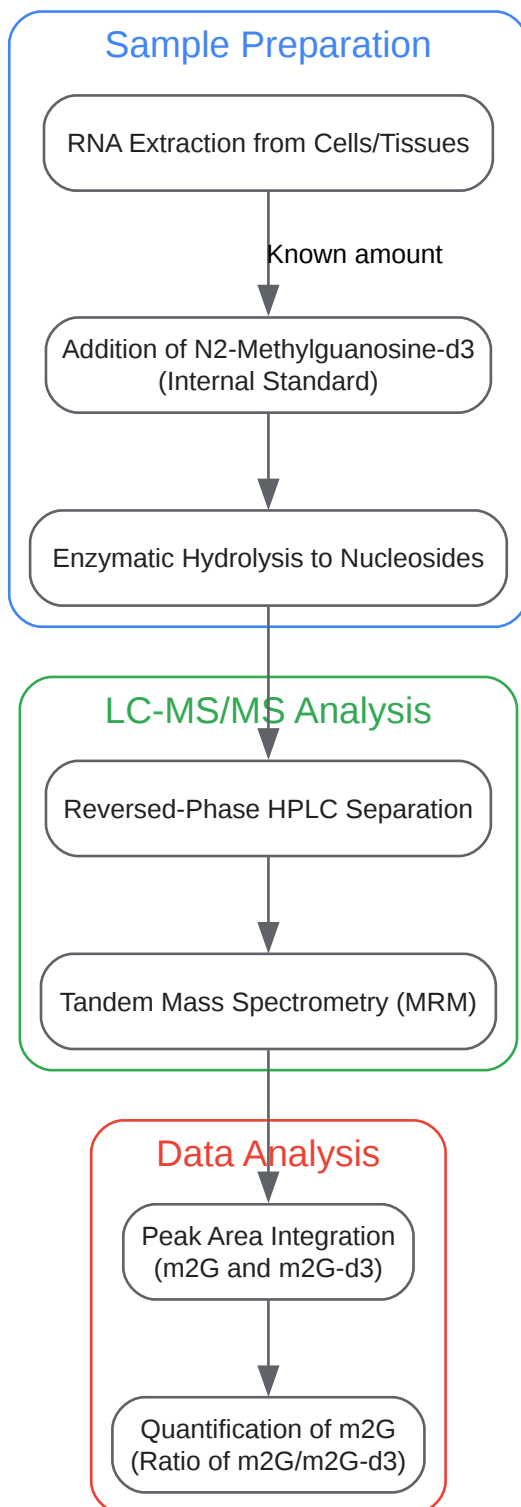 Sample Preparation
RNA Extraction from Cells/Tissues
Known amount
Addition of N2-Methylguanosine-d3
(Internal Standard)
Enzymatic Hydrolysis to Nucleosides
LC-MS/MS Analysis
Reversed-Phase HPLC Separation
Tandem Mass Spectrometry (MRM)
Data Analysis
Peak Area Integration
(m2G and m2G-d3)
Quantification of m2G
(Ratio of m2G/m2G-d3)